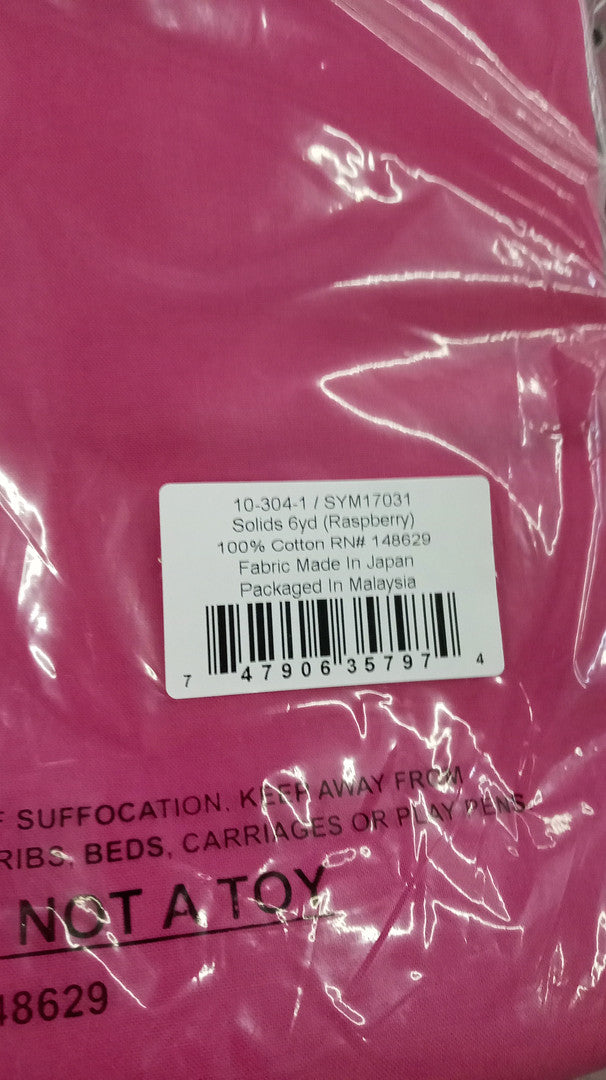 10-304-1 / SYM17031
Solids 6yd (Raspberry)
100% Cotton RN# 148629
Fabric Made In Japan
Packaged In Malaysia
7 47906 35797 4
SUFFOCATION. KEEP AWAY FROM
RIBS, BEDS, CARRIAGES OR PLAY PENS
NOT A TOY
48629